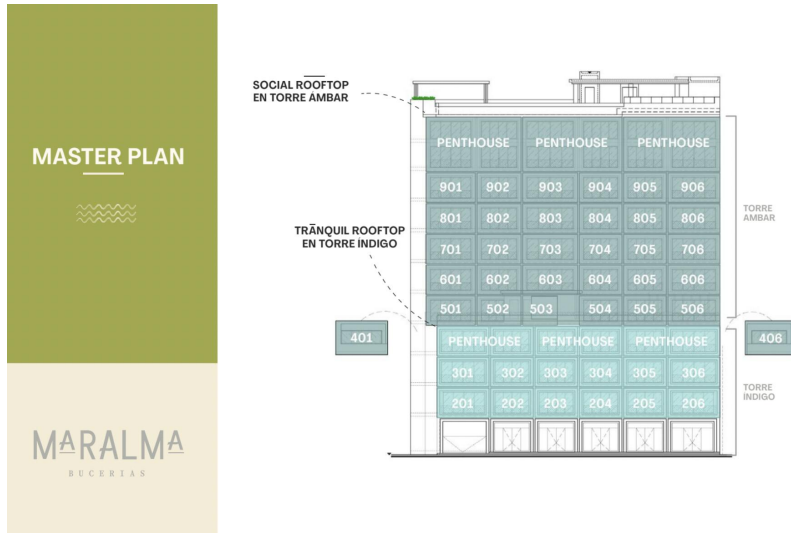 MASTER PLAN
MARALMA
BUCERIAS
SOCIAL ROOFTOP
EN TORRE ÁMBAR
PENTHOUSE PENTHOUSE PENTHOUSE
901 902 903 904 905 906
801 802 803 804 805 806
TORRE
AMBAR
TRANQUIL ROOFTOP
EN TORRE ÍNDIGO
701 702 703 704 705 706
601 602 603 604 605 606
501 502 503 504 505 506
401
PENTHOUSE PENTHOUSE PENTHOUSE
406
301 302 303 304 305 306
TORRE
ÍNDIGO
201 202 203 204 205 206